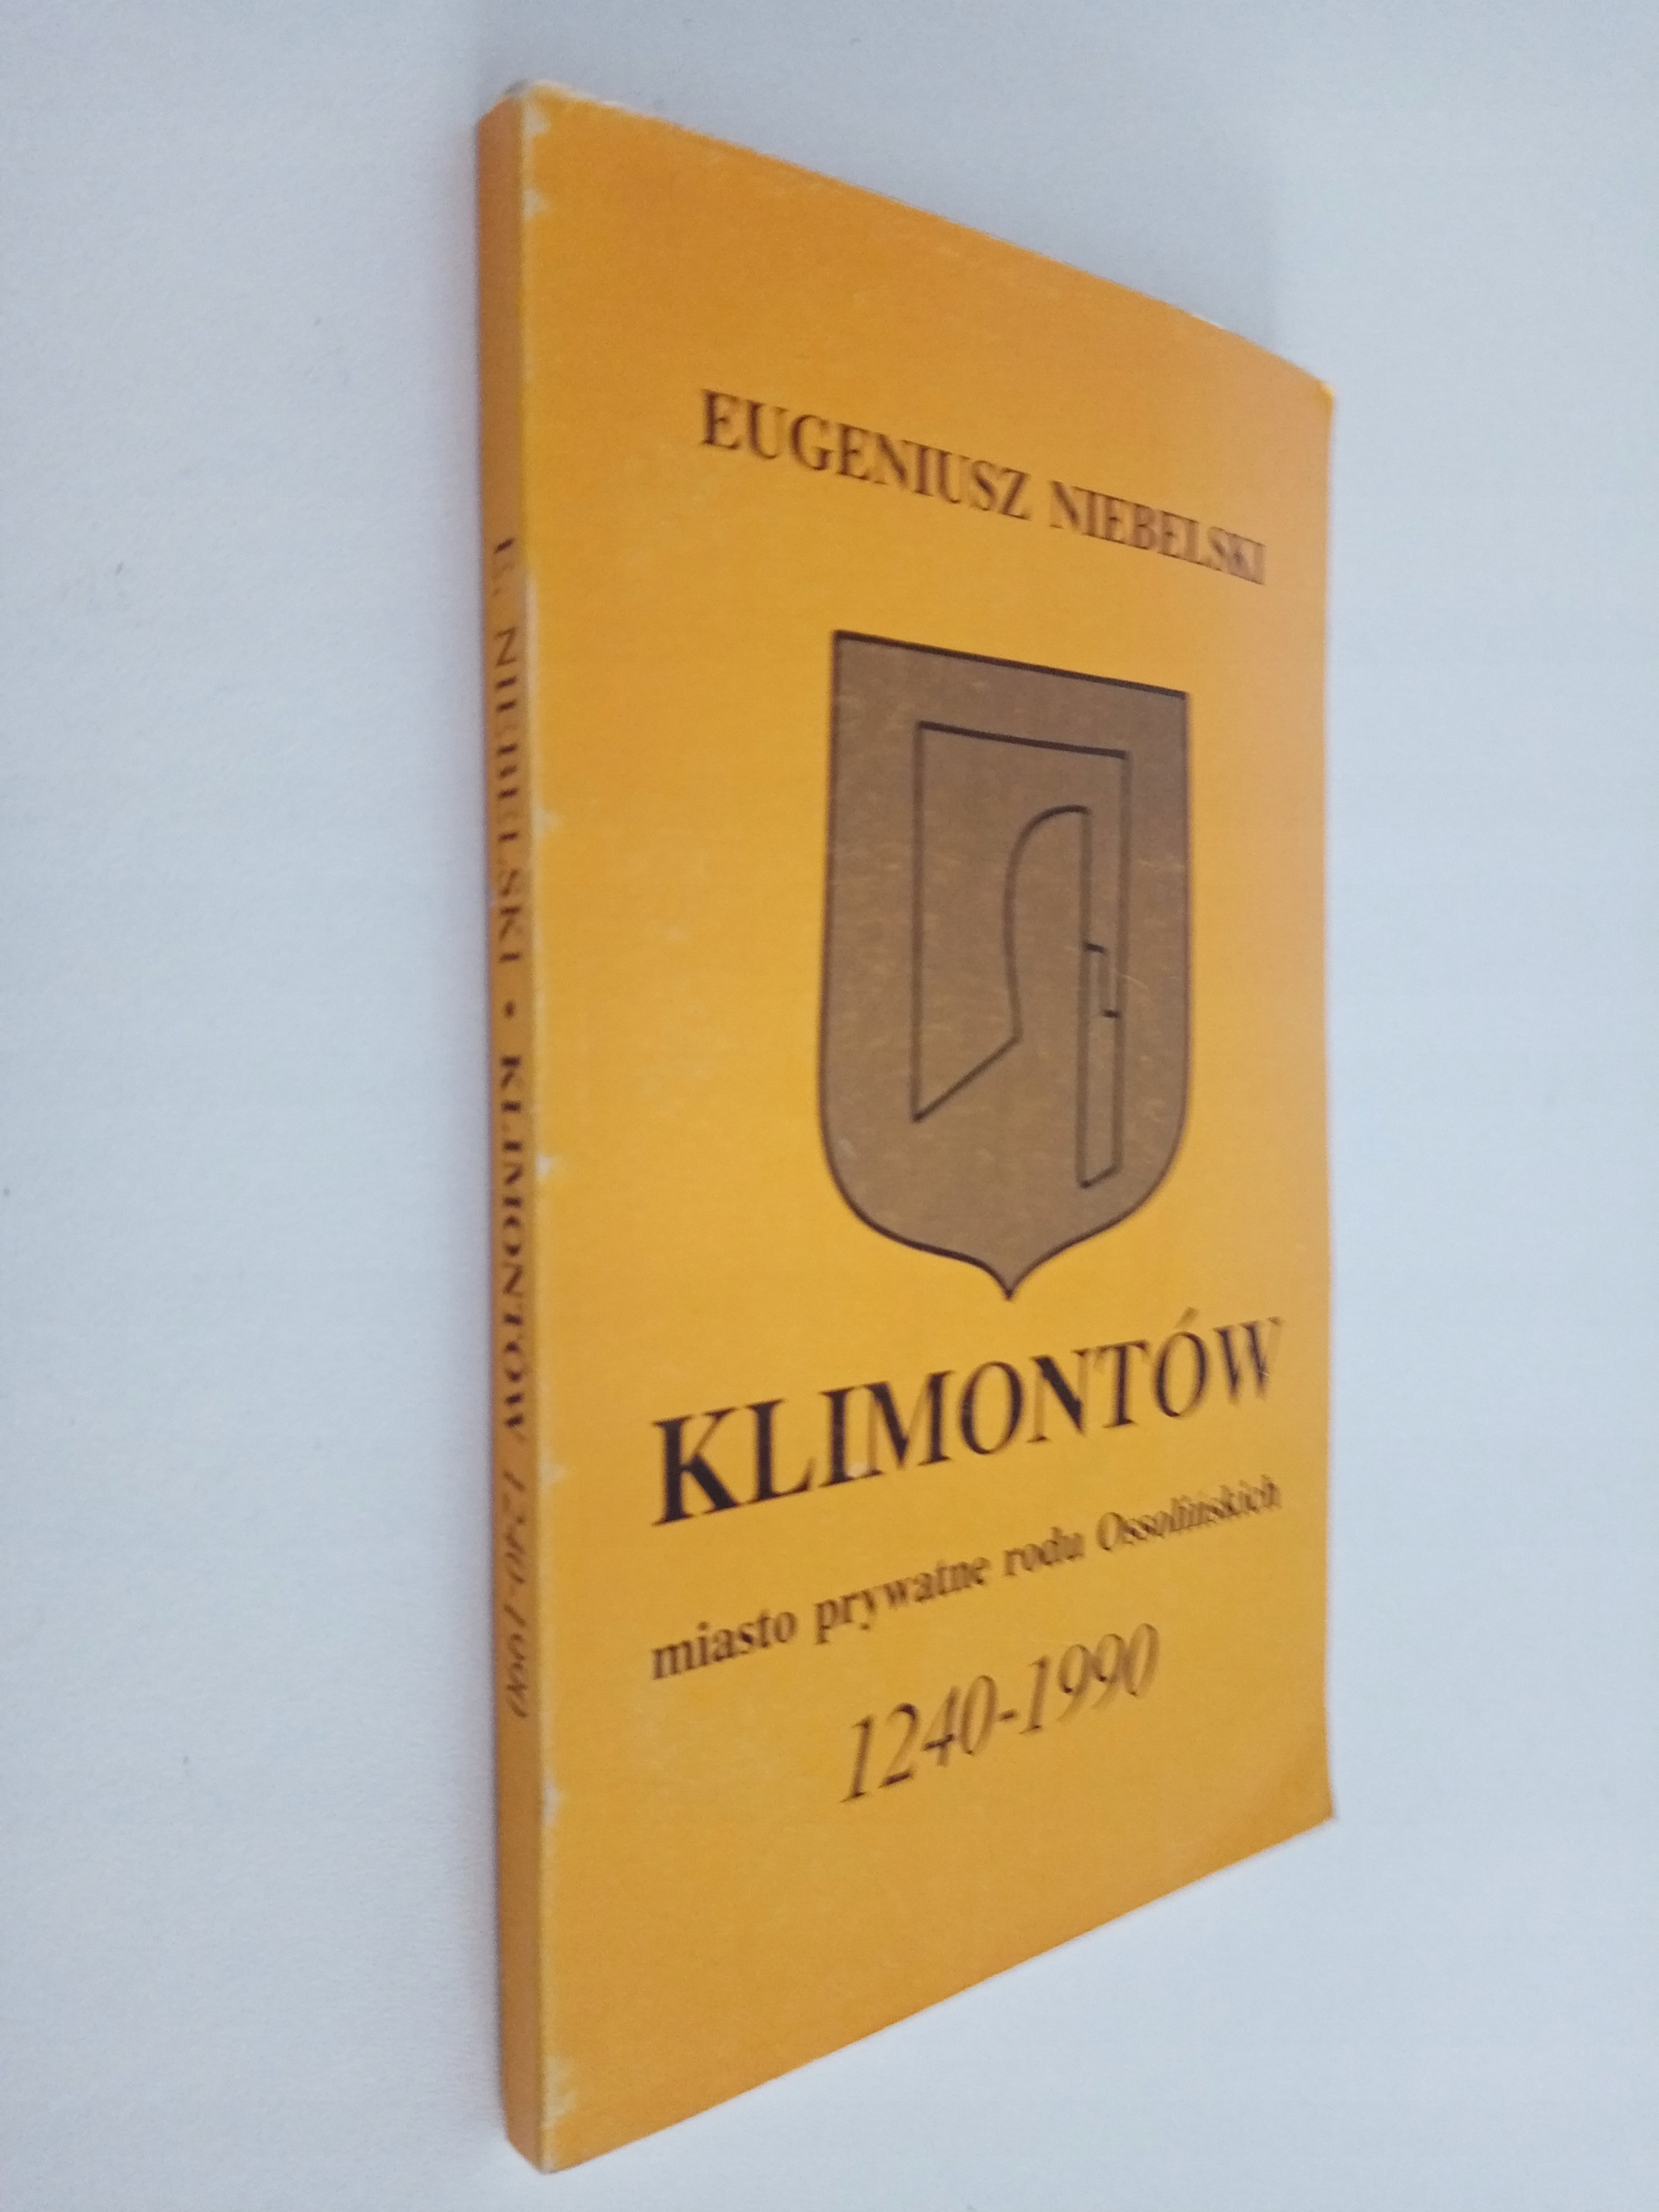 EUGENIUSZ NIEBELSKI
KLIMONTÓW
miasto prywatne rodu Ossolińskich
1240-1990
E. NIEBELSKI • KLIMONTÓW 1240-1990